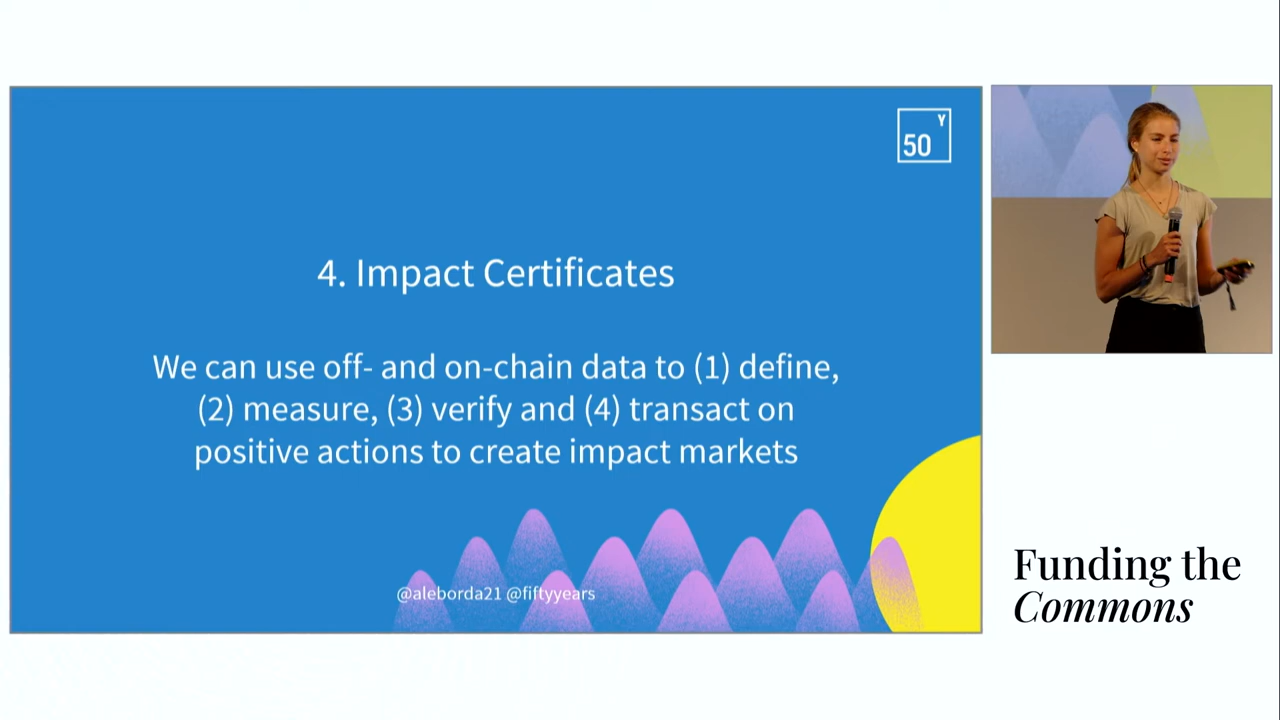 50 Y
4. Impact Certificates
We can use off- and on-chain data to (1) define,
(2) measure, (3) verify and (4) transact on
positive actions to create impact markets
@aleborda21 @fiftyyears
Funding the
Commons